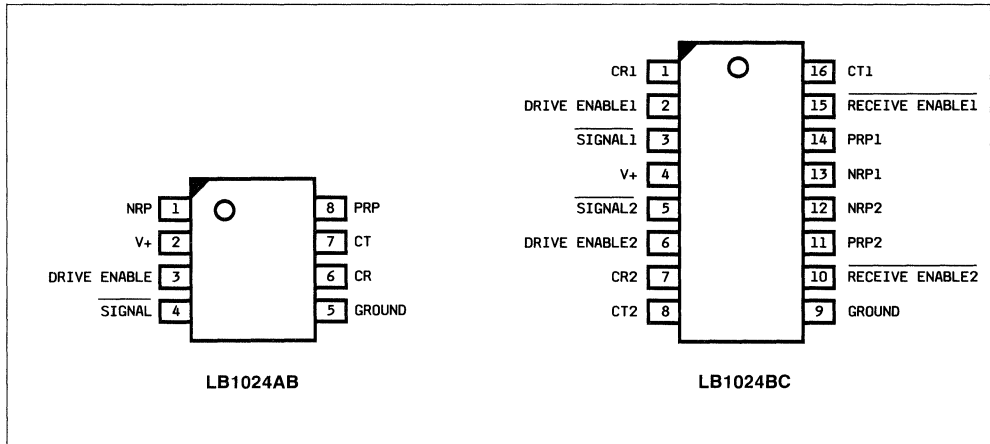 NRP 1 8 PRP
V+ 2 7 CT
DRIVE ENABLE 3 6 CR
SIGNAL 4 5 GROUND
LB1024AB
CR1 1 16 CT1
DRIVE ENABLE1 2 15 RECEIVE ENABLE1
SIGNAL1 3 14 PRP1
V+ 4 13 NRP1
SIGNAL2 5 12 NRP2
DRIVE ENABLE2 6 11 PRP2
CR2 7 10 RECEIVE ENABLE2
CT2 8 9 GROUND
LB1024BC